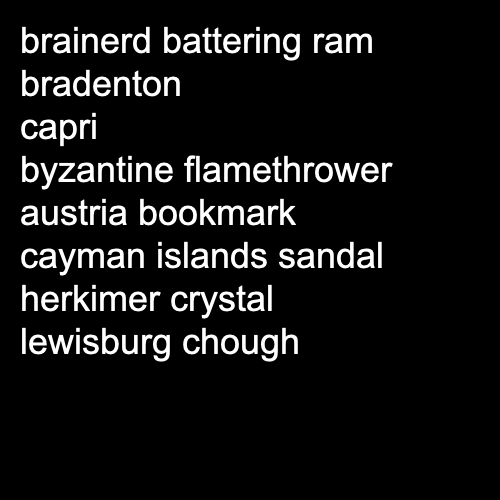 brainerd battering ram
bradenton
capri
byzantine flamethrower
austria bookmark
cayman islands sandal
herkimer crystal
lewisburg chough